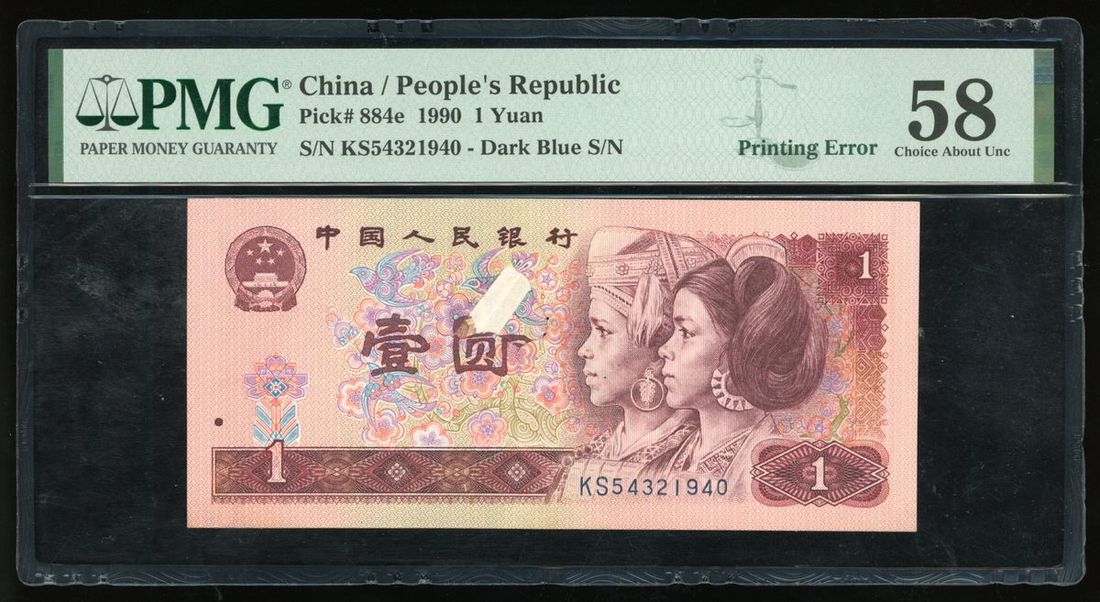 PMG®
PAPER MONEY GUARANTY
China / People's Republic
Pick# 884e 1990 1 Yuan
S/N KS54321940 - Dark Blue S/N
Printing Error
58
Choice About Unc
中国人民银行
1
壹圆
1
KS54321940
1